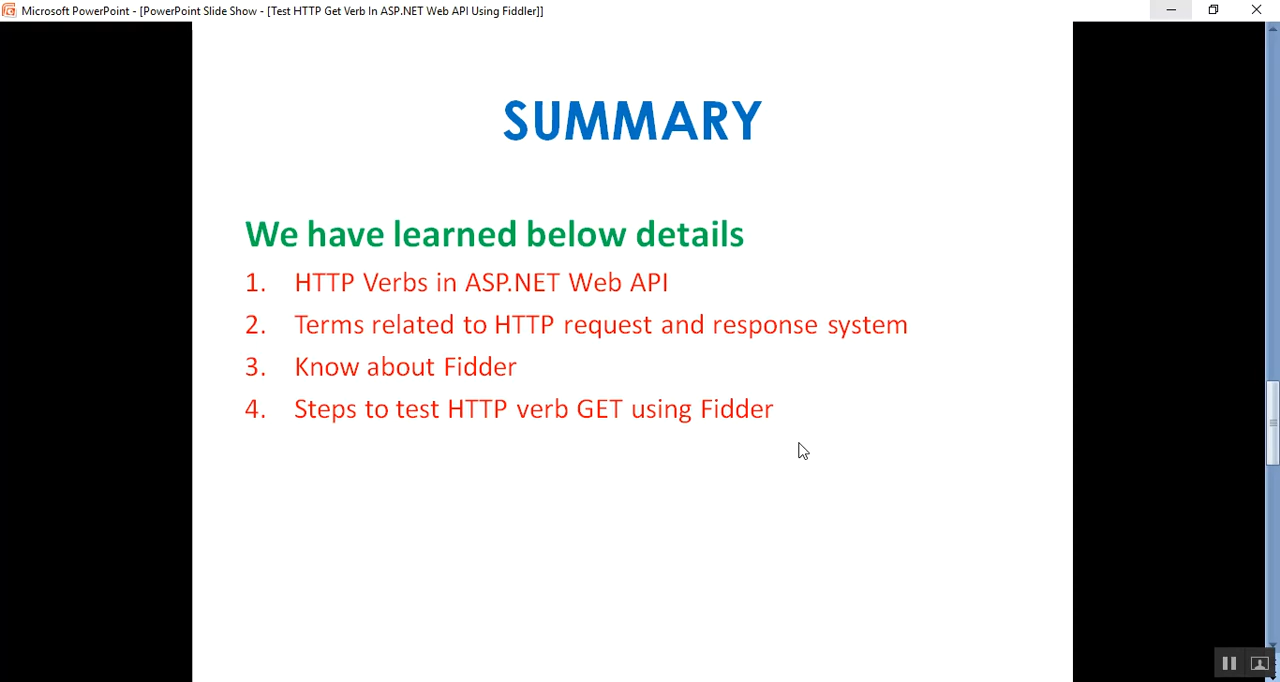 Microsoft PowerPoint - [PowerPoint Slide Show - [Test HTTP Get Verb In ASP.NET Web API Using Fiddler]]
SUMMARY
We have learned below details
1. HTTP Verbs in ASP.NET Web API
2. Terms related to HTTP request and response system
3. Know about Fidder
4. Steps to test HTTP verb GET using Fidder